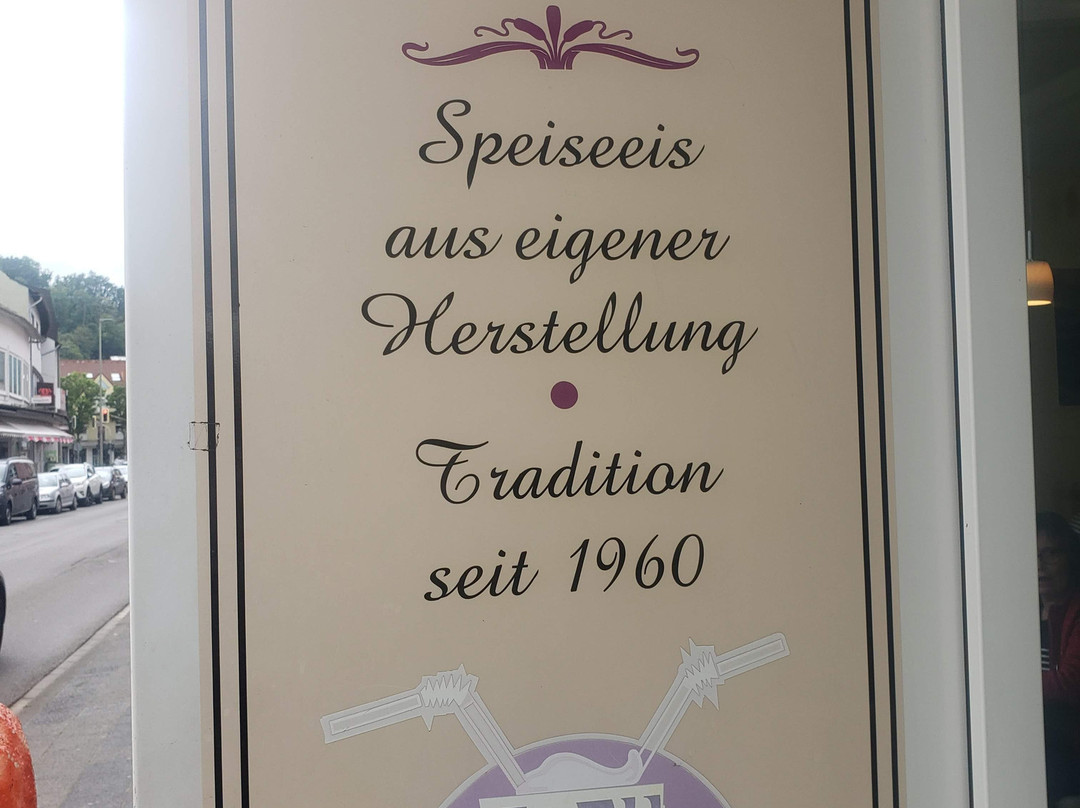 Speiseeis
aus eigener
Herstellung
Tradition
seit 1960